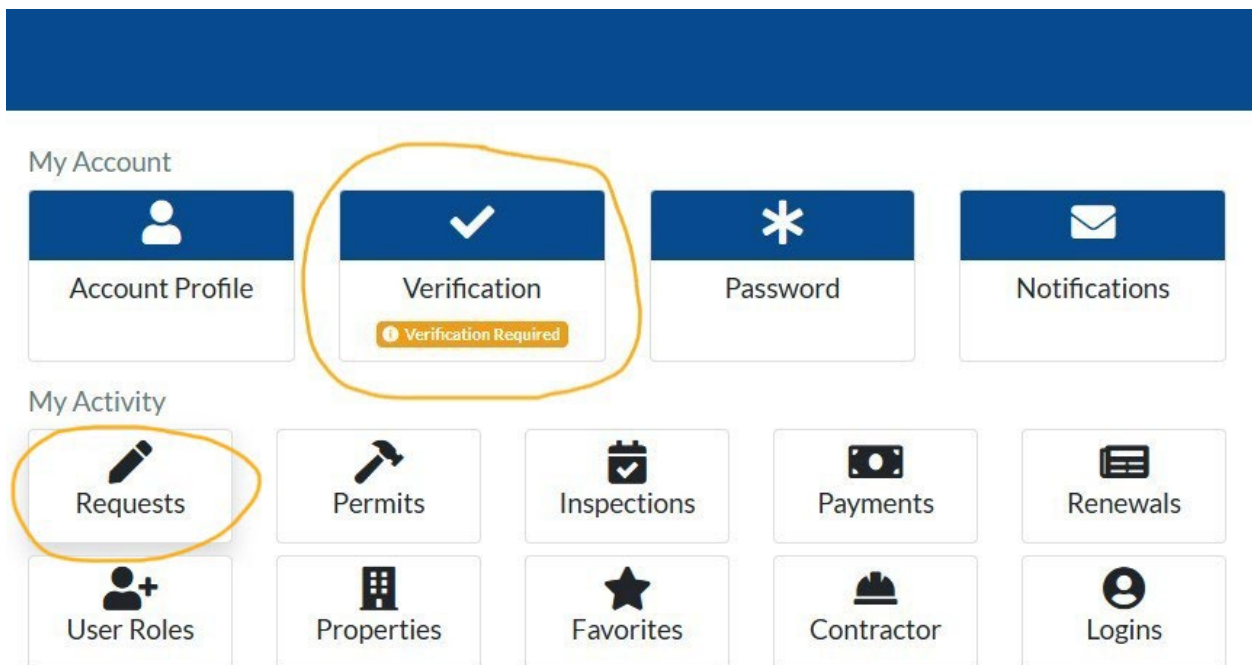 My Account
Account Profile
Verification
Password
Notifications
Verification Required
My Activity
Requests
Permits
Inspections
Payments
Renewals
User Roles
Properties
Favorites
Contractor
Logins